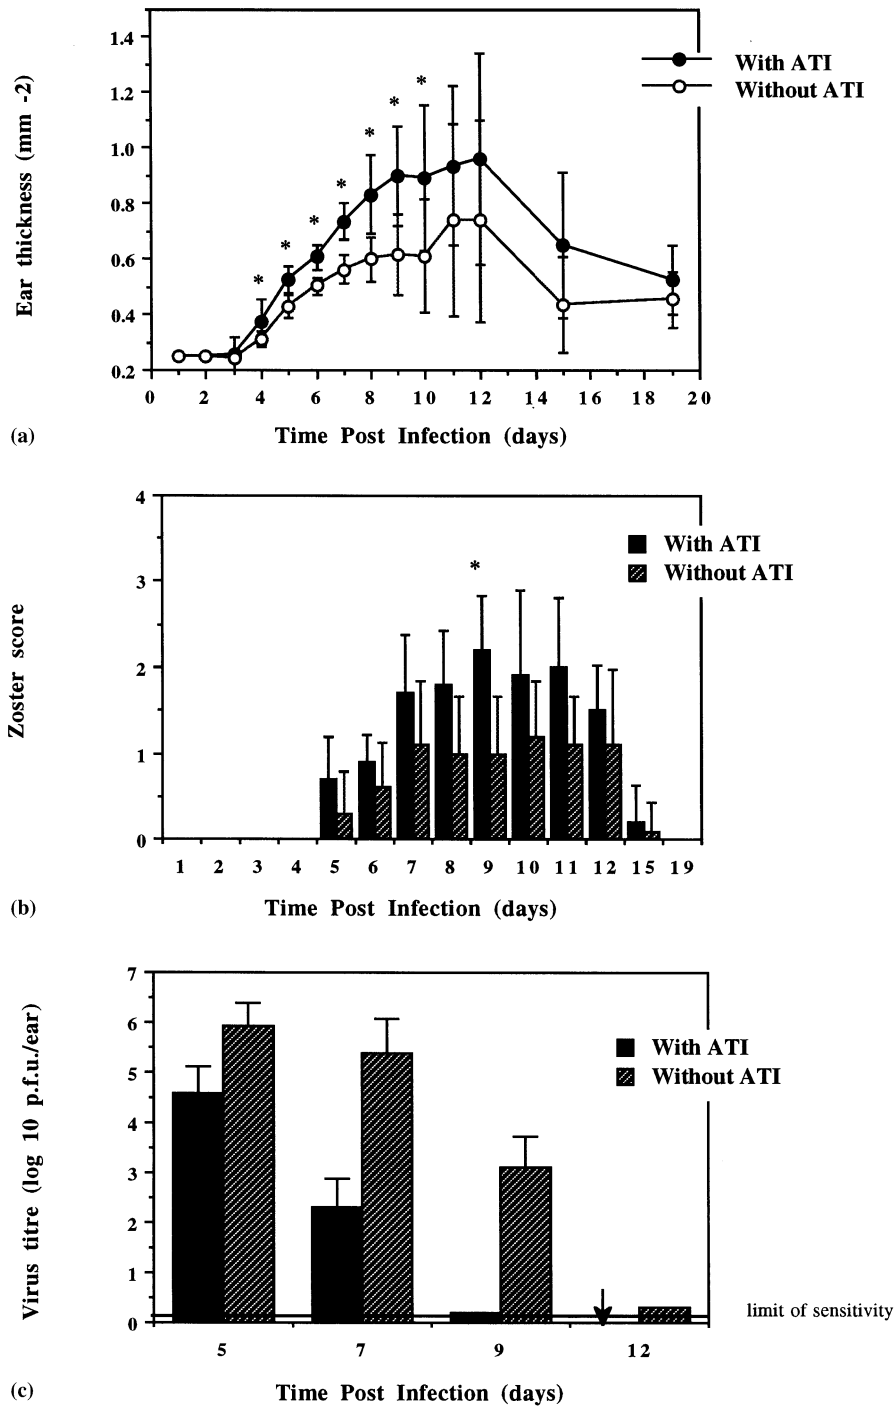 1.4
1.2
1.0
0.8
0.6
0.4
0.2
Ear thickness (mm -2)
With ATI
Without ATI
* * * * * * *
0 2 4 6 8 10 12 14 16 18 20
(a)
Time Post Infection (days)
4
3
2
1
0
Zoster score
With ATI
Without ATI
*
1 2 3 4 5 6 7 8 9 10 11 12 15 19
(b)
Time Post Infection (days)
7
6
5
4
3
2
1
0
Virus titre (log 10 p.f.u./ear)
With ATI
Without ATI
limit of sensitivity
5 7 9 12
(c)
Time Post Infection (days)